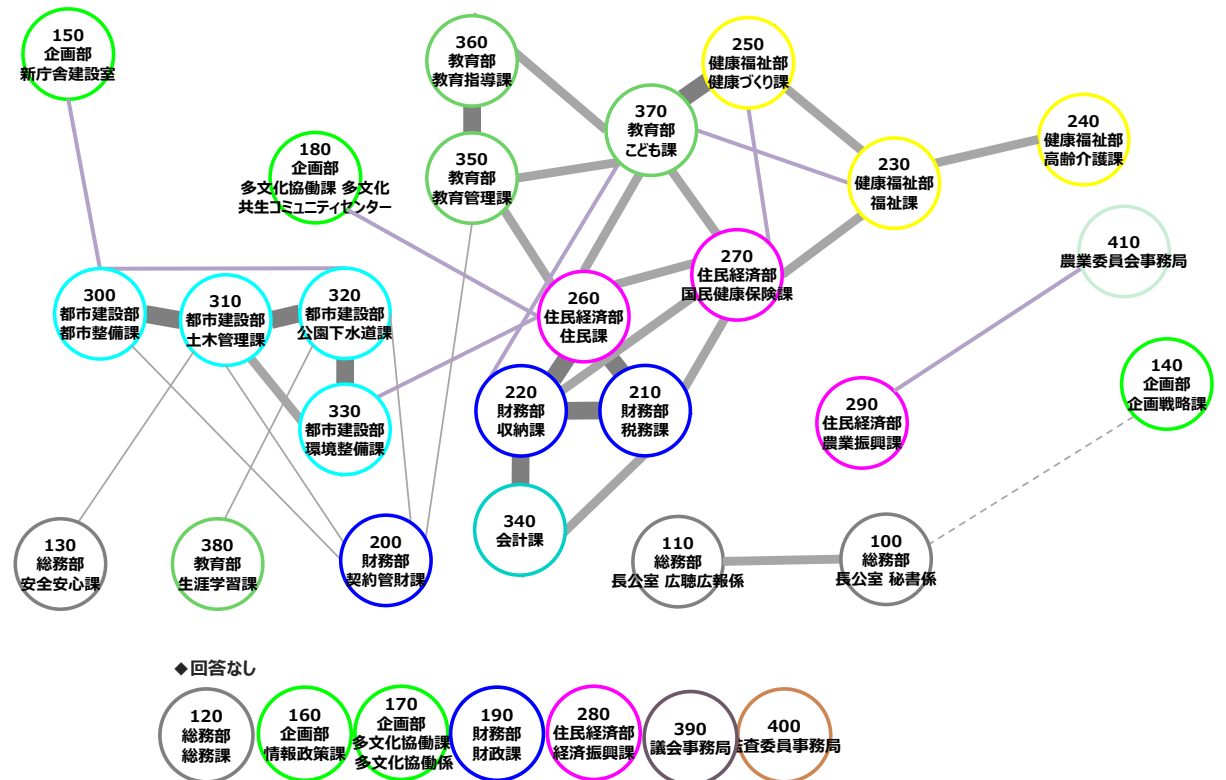 150
企画部
新庁舎建設室
360
教育部
教育指導課
250
健康福祉部
健康づくり課
370
教育部
こども課
240
健康福祉部
高齢介護課
180
企画部
多文化協働課 多文化
共生コミュニティセンター
350
教育部
教育管理課
230
健康福祉部
福祉課
410
農業委員会事務局
270
住民経済部
国民健康保険課
300
都市建設部
都市整備課
310
都市建設部
土木管理課
320
都市建設部
公園下水道課
260
住民経済部
住民課
140
企画部
企画戦略課
220
財務部
収納課
210
財務部
税務課
290
住民経済部
農業振興課
330
都市建設部
環境整備課
340
会計課
130
総務部
安全安心課
380
教育部
生涯学習課
200
財務部
契約管財課
110
総務部
長公室 広聴広報係
100
総務部
長公室 秘書係
◆回答なし
120
総務部
総務課
160
企画部
情報政策課
170
企画部
多文化協働課
多文化協働係
190
財務部
財政課
280
住民経済部
経済振興課
390
議会事務局
400
監査委員事務局